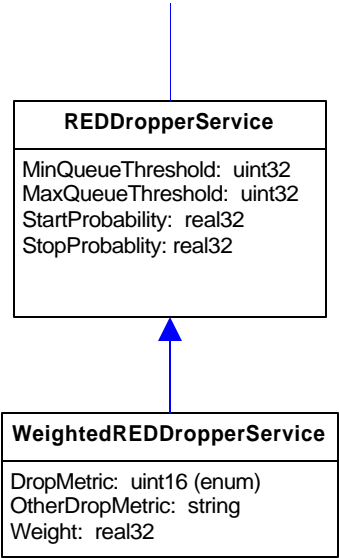 REDDropperService
MinQueueThreshold: uint32
MaxQueueThreshold: uint32
StartProbability: real32
StopProbablity: real32
WeightedREDDropperService
DropMetric: uint16 (enum)
OtherDropMetric: string
Weight: real32